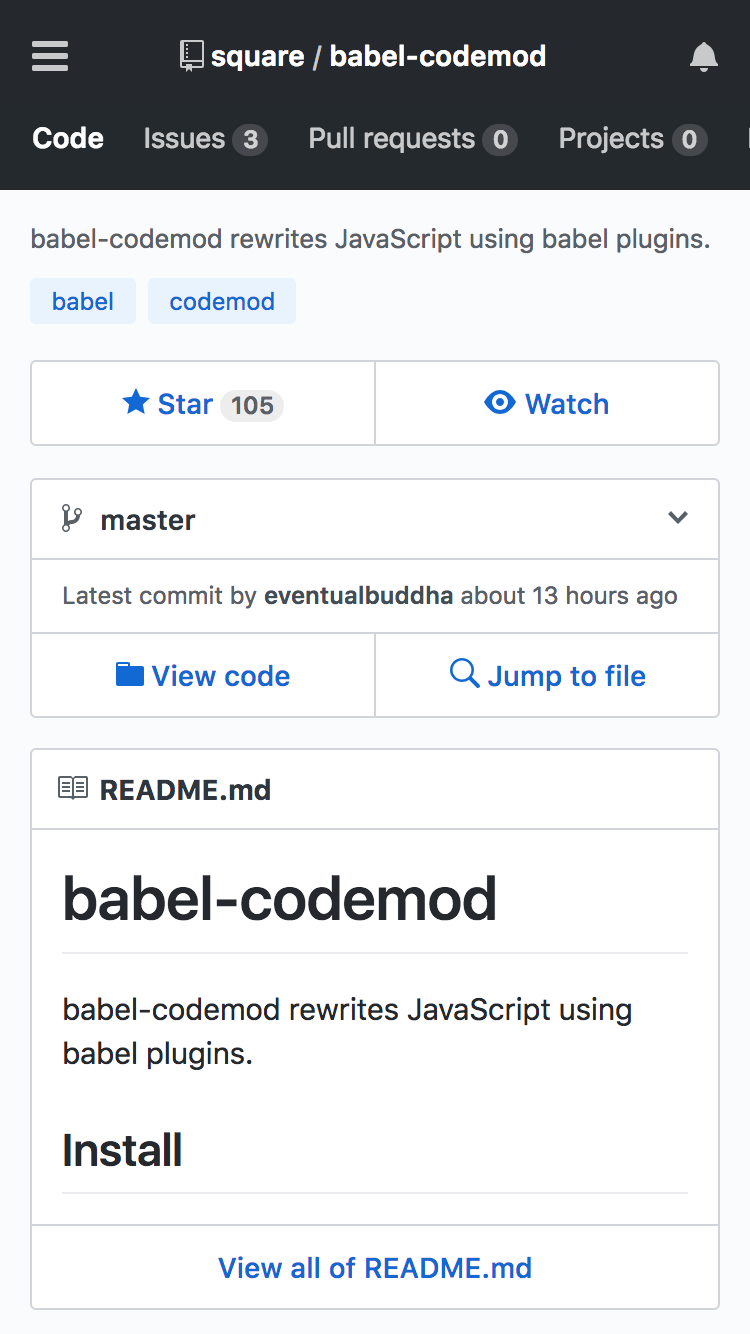 square / babel-codemod
Code Issues 3 Pull requests 0 Projects 0
babel-codemod rewrites JavaScript using babel plugins.
babel codemod
Star 105 Watch
master
Latest commit by eventualbuddha about 13 hours ago
View code Jump to file
README.md
babel-codemod
babel-codemod rewrites JavaScript using
babel plugins.
Install
View all of README.md